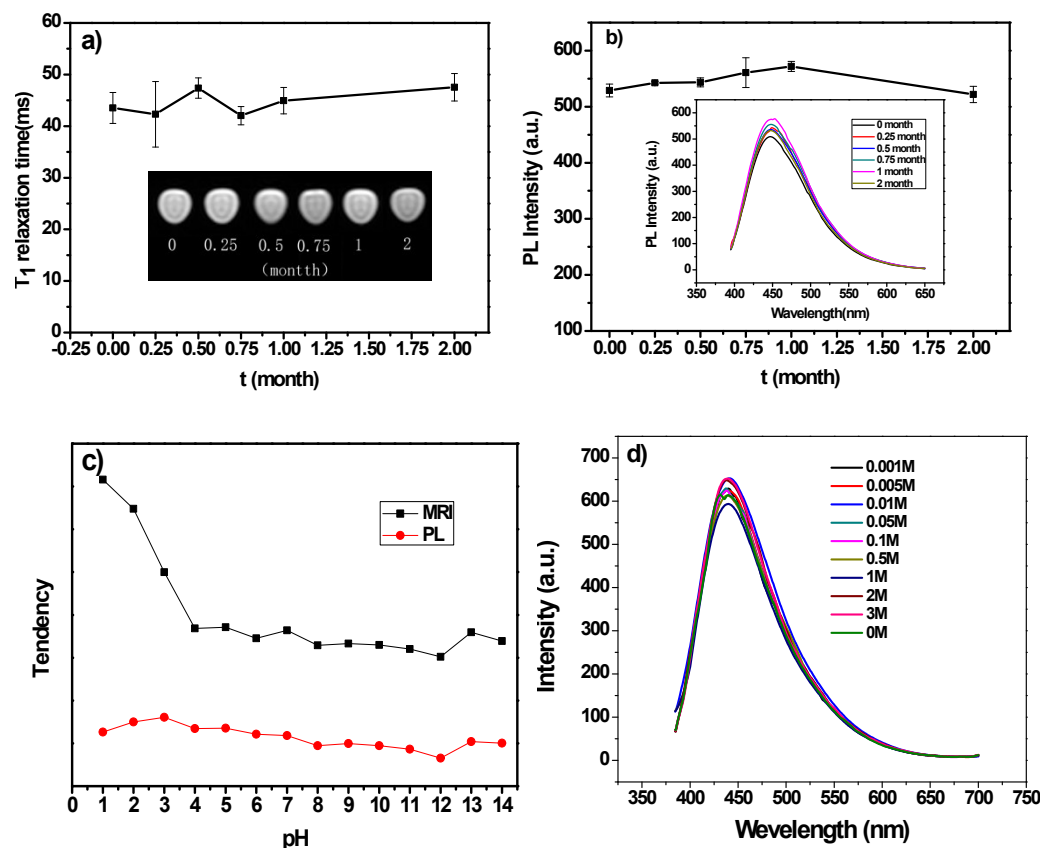 a)
60
50
40
30
20
10
0
T1 relaxation time(ms)
0 0.25 0.5 0.75 1 2
(montth)
-0.25 0.00 0.25 0.50 0.75 1.00 1.25 1.50 1.75 2.00
t (month)
b)
600
500
400
300
200
100
PL Intensity (a.u.)
600
500
400
300
200
100
0
PL Intensity (a.u.)
0 month
0.25 month
0.5 month
0.75 month
1 month
2 month
350 400 450 500 550 600 650
Wavelength(nm)
0.00 0.25 0.50 0.75 1.00 1.25 1.50 1.75 2.00
t (month)
c)
Tendency
MRI
PL
0 1 2 3 4 5 6 7 8 9 10 11 12 13 14
pH
d)
700
600
500
400
300
200
100
0
Intensity (a.u.)
0.001M
0.005M
0.01M
0.05M
0.1M
0.5M
1M
2M
3M
0M
350 400 450 500 550 600 650 700 750
Wevelength (nm)